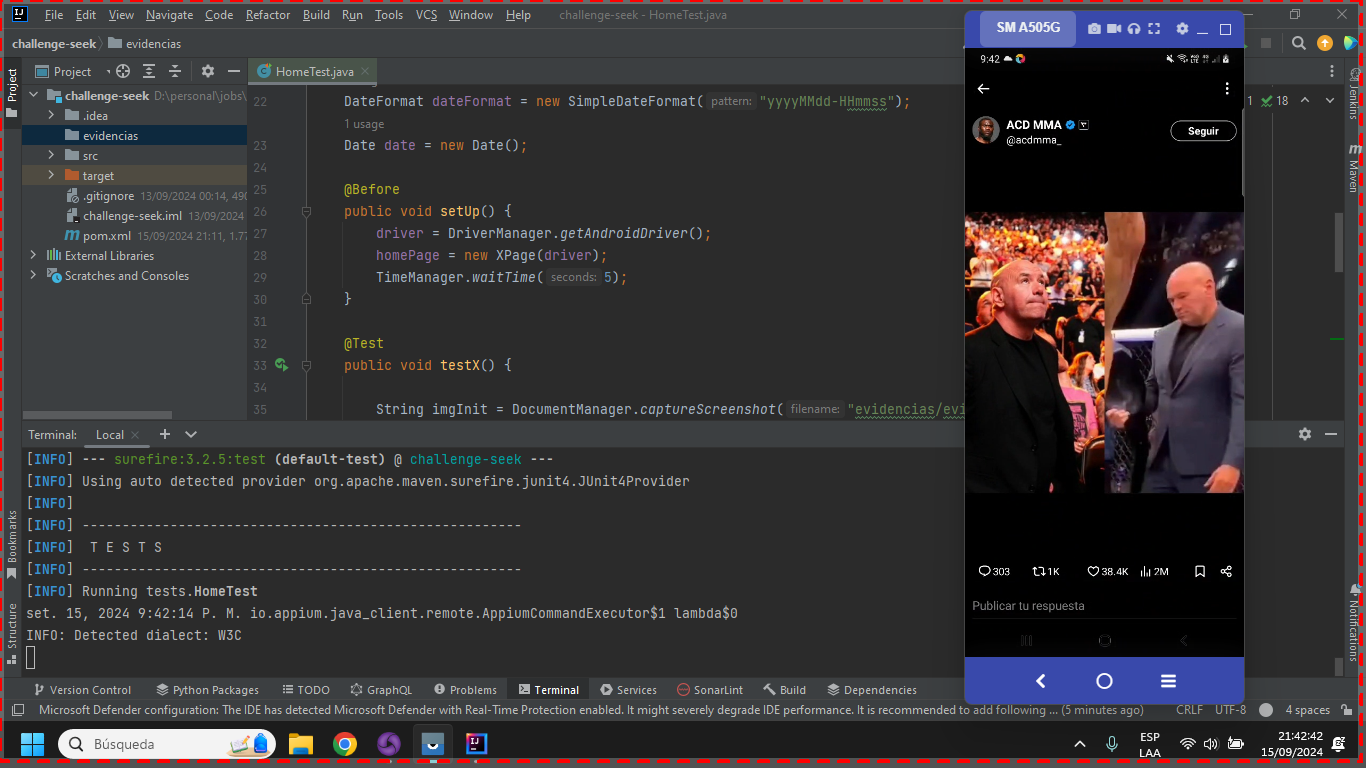 File Edit View Navigate Code Refactor Build Run Tools VCS Window Help challenge-seek - HomeTest.java
challenge-seek evidencias
Project
HomeTest.java
challenge-seek D:\personal\jobs\
.idea
evidencias
src
target
.gitignore 13/09/2024 00:14, 490
challenge-seek.iml 13/09/2024
pom.xml 15/09/2024 21:11, 1.77
External Libraries
Scratches and Consoles
22 DateFormat dateFormat = new SimpleDateFormat( pattern: "yyyyMMdd-HHmmss");
1 usage
23 Date date = new Date();
24
25 @Before
26 public void setUp() {
27 driver = DriverManager.getAndroidDriver();
28 homePage = new XPage(driver);
29 TimeManager.waitTime( seconds: 5);
30 }
31
32 @Test
33 public void testX() {
34
35 String imgInit = DocumentManager.captureScreenshot( filename: "evidencias/evi
1 18
Project
Bookmarks
Structure
Jenkins
Maven
Notifications
Terminal: Local
[INFO] --- surefire:3.2.5:test (default-test) @ challenge-seek ---
[INFO] Using auto detected provider org.apache.maven.surefire.junit4.JUnit4Provider
[INFO]
[INFO] -------------------------------------------------------
[INFO] T E S T S
[INFO] -------------------------------------------------------
[INFO] Running tests.HomeTest
set. 15, 2024 9:42:14 P. M. io.appium.java_client.remote.AppiumCommandExecutor$1 lambda$0
INFO: Detected dialect: W3C
SM A505G
9:42
ACD MMA
@acdmma_
Seguir
303 1K 38.4K 2M
Publicar tu respuesta
Version Control Python Packages TODO GraphQL Problems Terminal Services SonarLint Build Dependencies
Microsoft Defender configuration: The IDE has detected Microsoft Defender with Real-Time Protection enabled. It might severely degrade IDE performance. It is recommended to add following ... (5 minutes ago) CRLF UTF-8 4 spaces
Búsqueda
ESP
LAA
21:42:42
15/09/2024